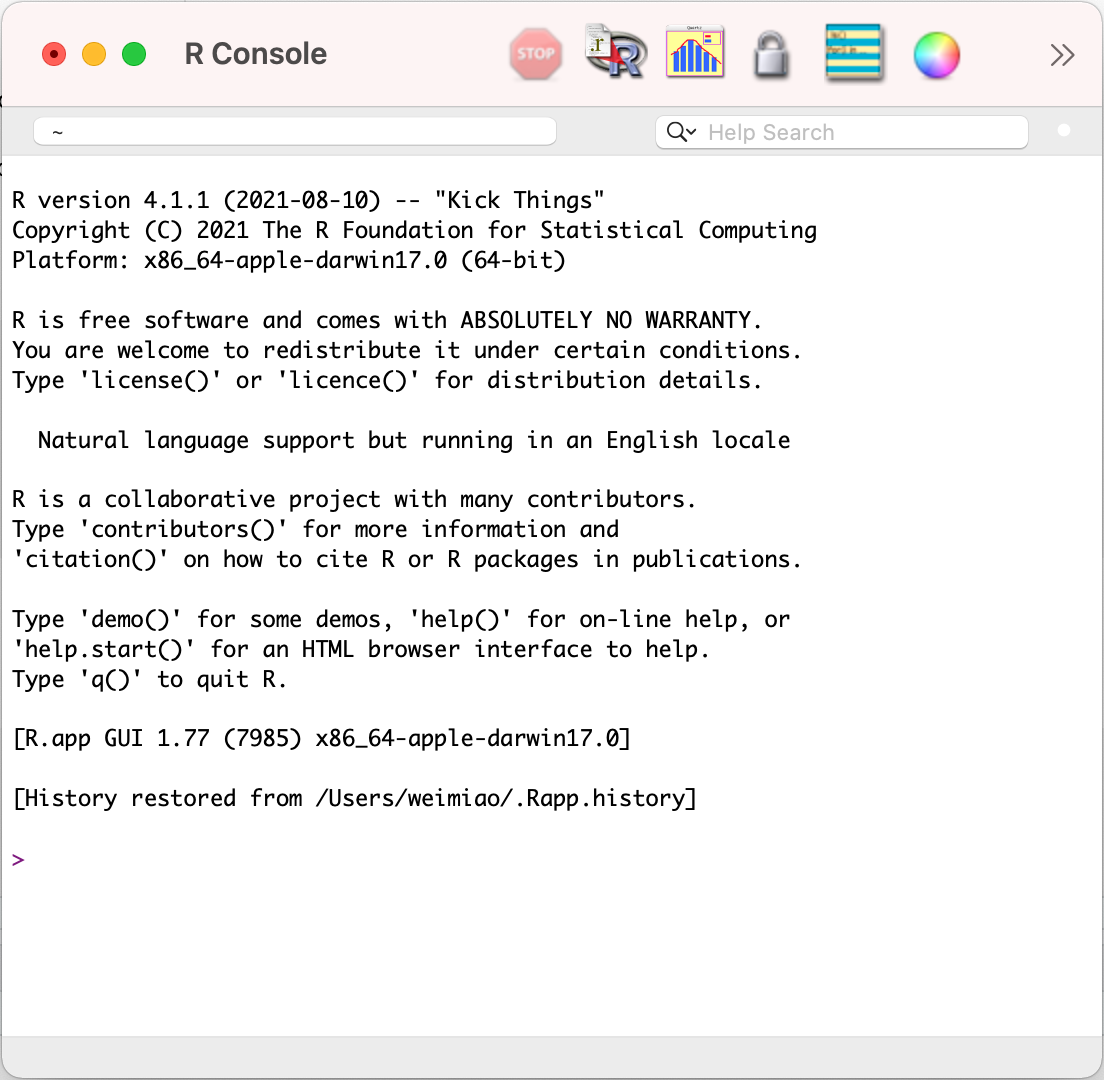 R Console
STOP
~
Help Search
R version 4.1.1 (2021-08-10) -- "Kick Things"
Copyright (C) 2021 The R Foundation for Statistical Computing
Platform: x86_64-apple-darwin17.0 (64-bit)
R is free software and comes with ABSOLUTELY NO WARRANTY.
You are welcome to redistribute it under certain conditions.
Type 'license()' or 'licence()' for distribution details.
Natural language support but running in an English locale
R is a collaborative project with many contributors.
Type 'contributors()' for more information and
'citation()' on how to cite R or R packages in publications.
Type 'demo()' for some demos, 'help()' for on-line help, or
'help.start()' for an HTML browser interface to help.
Type 'q()' to quit R.
[R.app GUI 1.77 (7985) x86_64-apple-darwin17.0]
[History restored from /Users/weimiao/.Rapp.history]
>